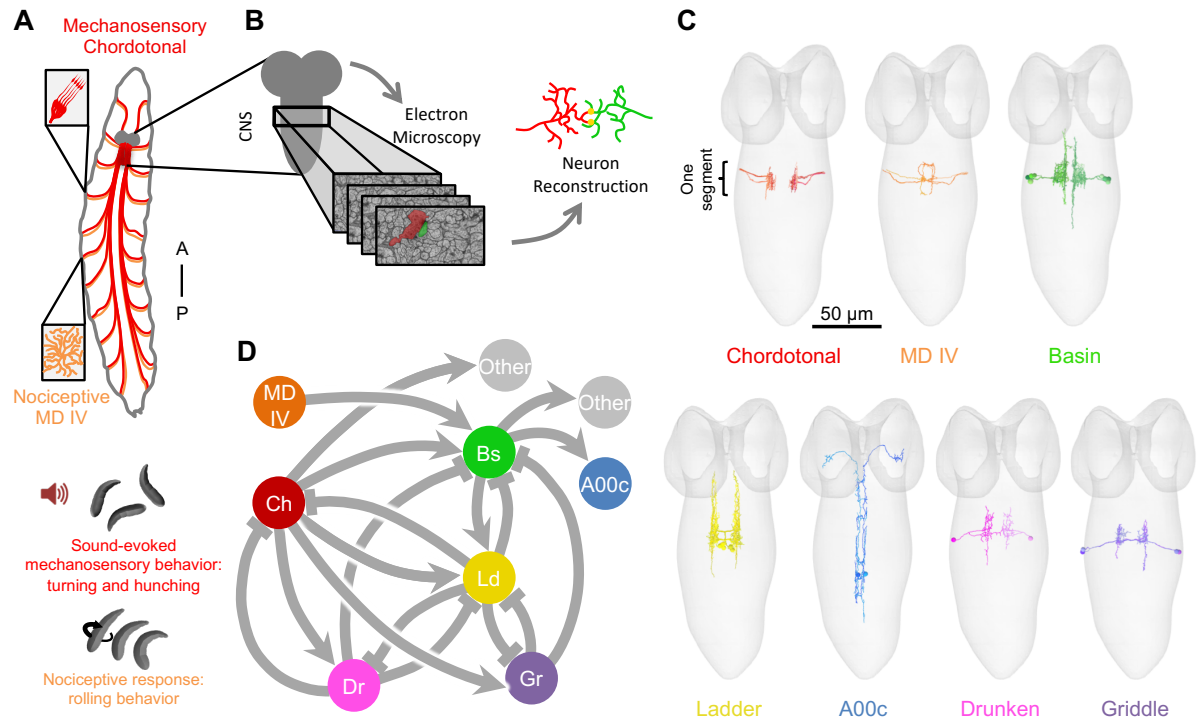 A
Mechanosensory
Chordotonal
A
P
Nociceptive
MD IV
Sound-evoked
mechanosensory behavior:
turning and hunching
Nociceptive response:
rolling behavior
B
CNS
Electron
Microscopy
Neuron
Reconstruction
C
One
segment
50 µm
Chordotonal
MD IV
Basin
Ladder
A00c
Drunken
Griddle
D
MD
IV
Other
Other
Bs
A00c
Ch
Ld
Dr
Gr